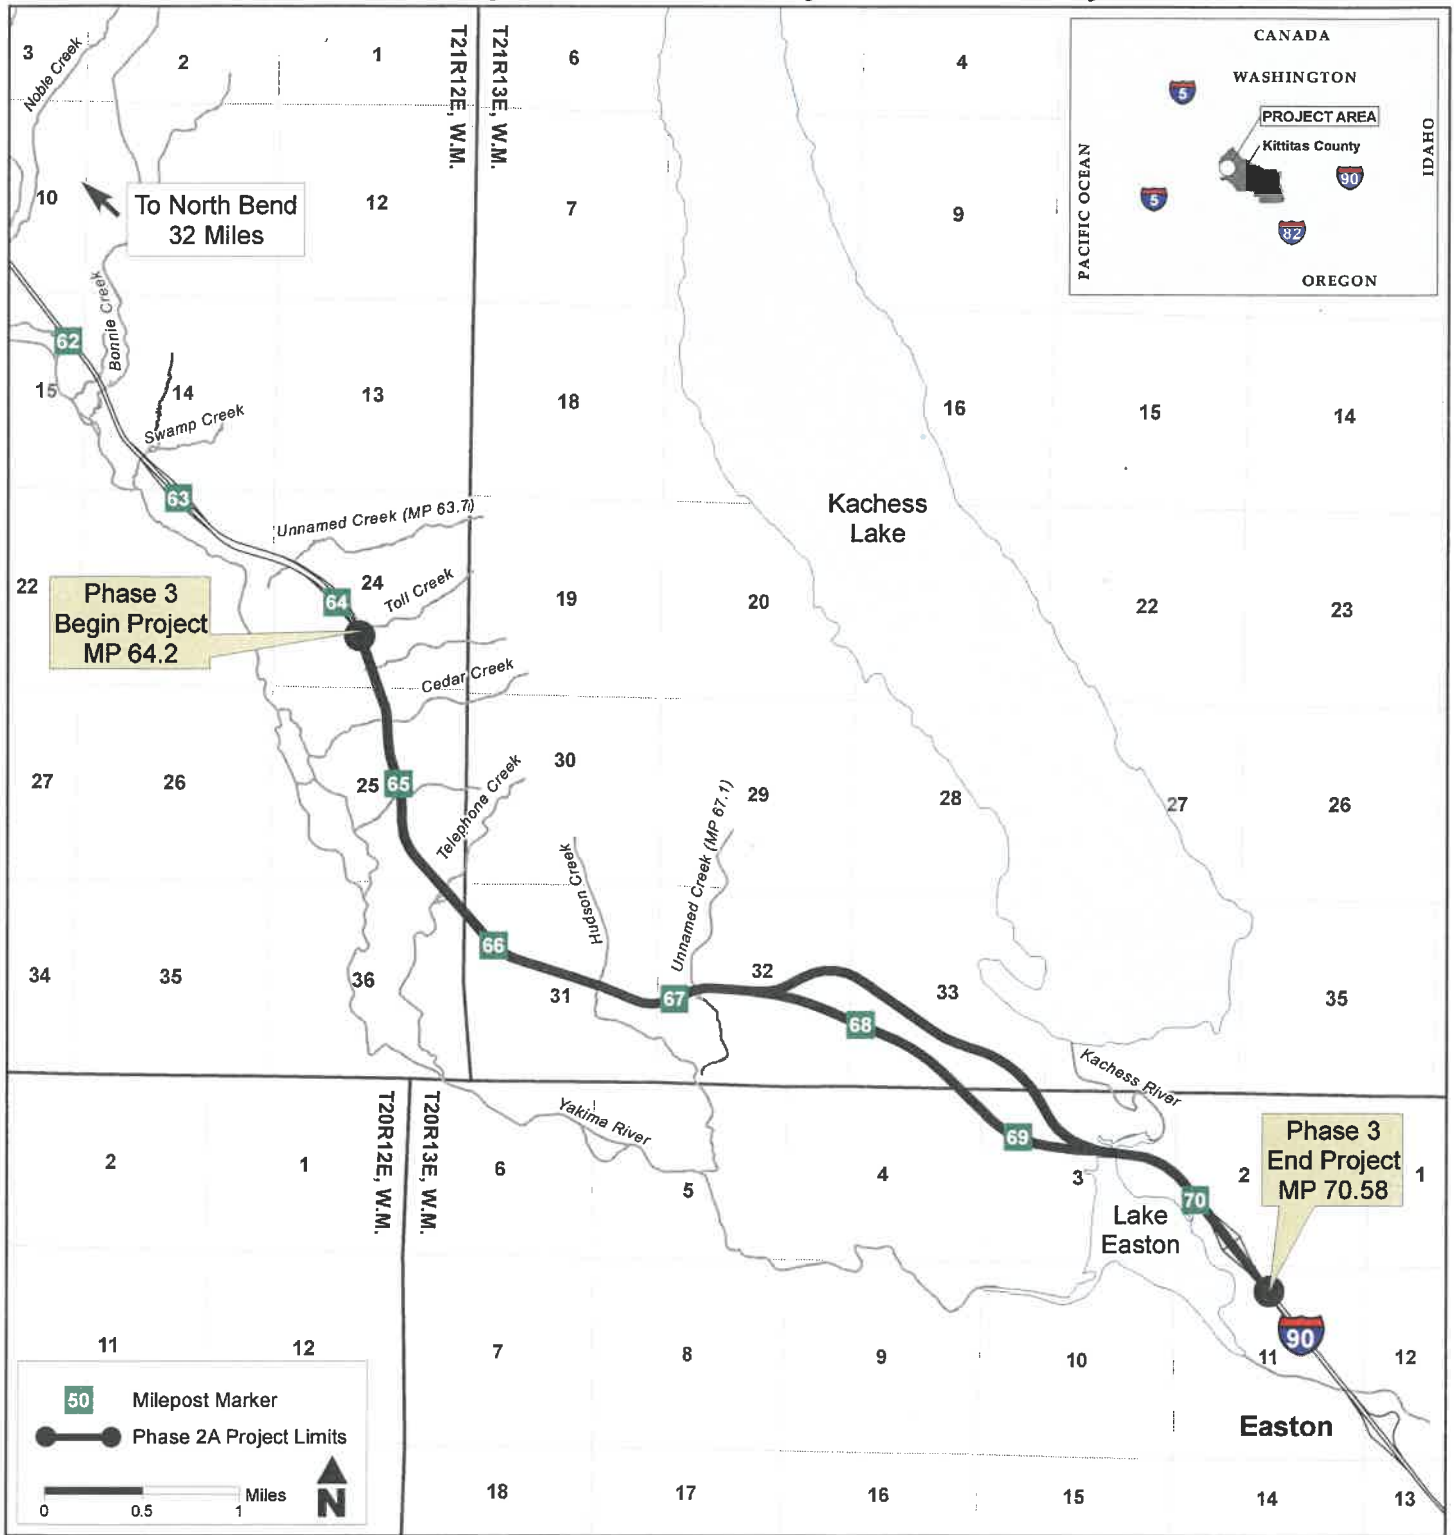 3
Noble Creek
2
1
T21R12E, W.M.
T21R13E, W.M.
6
4
CANADA
WASHINGTON
5
PROJECT AREA
Kittitas County
PACIFIC OCEAN
IDAHO
90
5
82
OREGON
10
To North Bend
32 Miles
12
7
9
62
Bonnie Creek
15
14
Swamp Creek
13
18
16
15
14
63
Unnamed Creek (MP 63.7)
Kachess
Lake
22
Phase 3
Begin Project
MP 64.2
64
24
Toll Creek
19
20
22
23
Cedar Creek
27
26
25
65
Telephone Creek
30
29
28
27
26
Hudson Creek
Unnamed Creek (MP 67.1)
34
35
36
66
31
67
32
68
33
35
Kachess River
T20R12E, W.M.
T20R13E, W.M.
Yakima River
69
2
1
6
5
4
3
70
2
Phase 3
End Project
MP 70.58
1
Lake
Easton
11
12
7
8
9
10
11
90
12
Easton
50 Milepost Marker
Phase 2A Project Limits
0 0.5 1 Miles
N
18
17
16
15
14
13